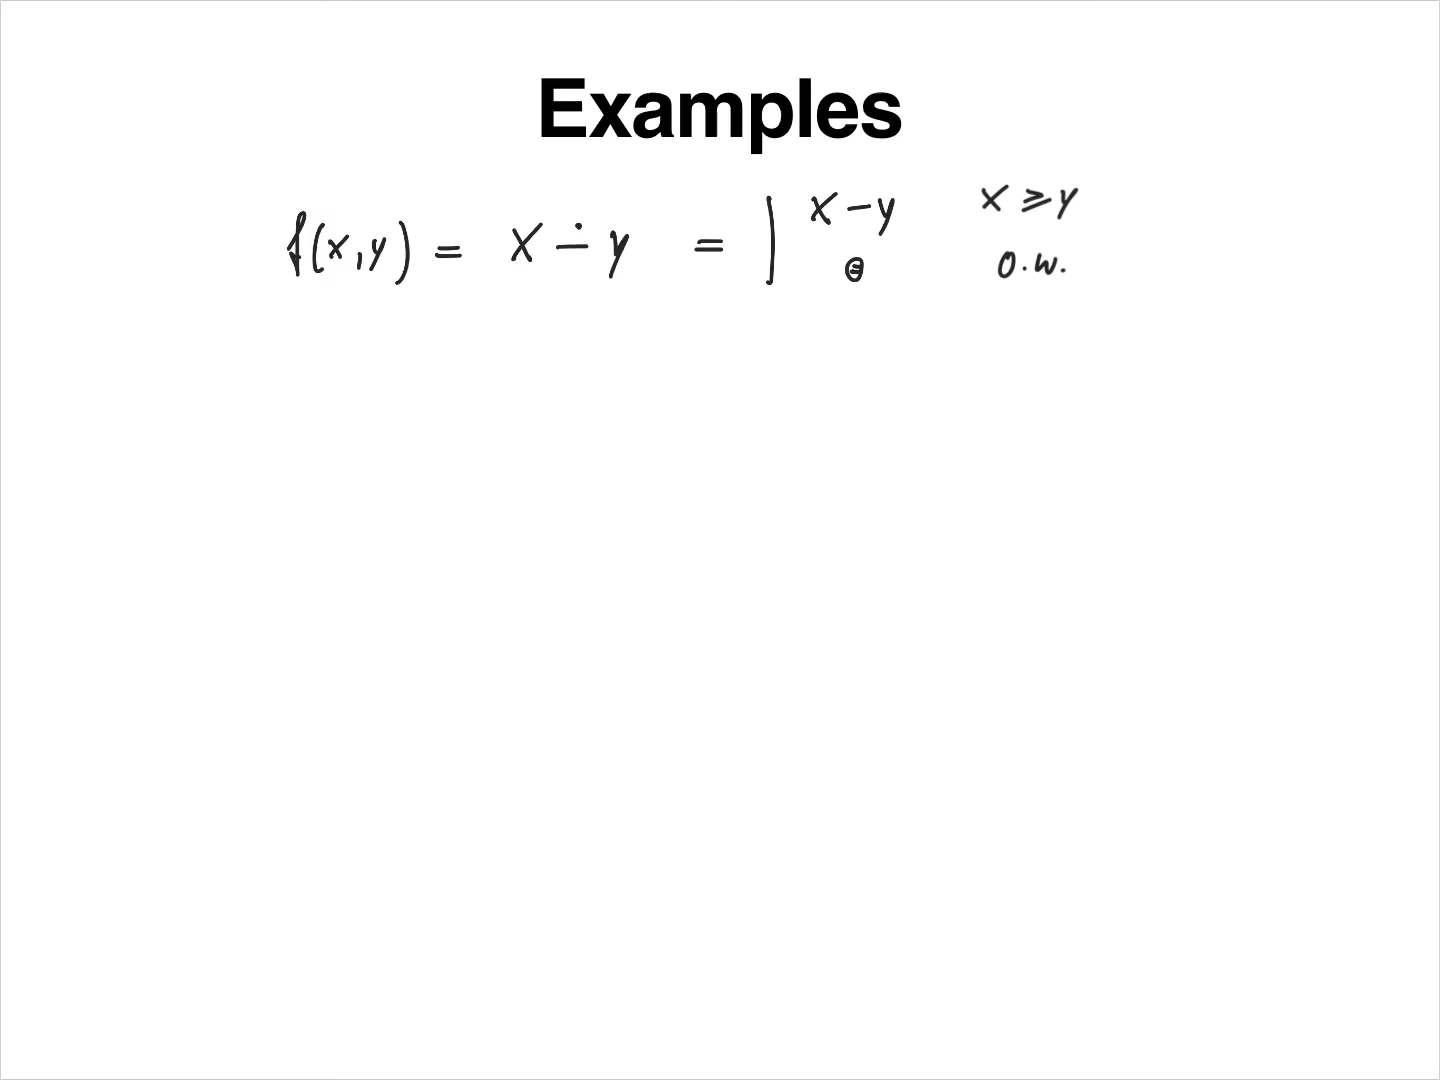 Examples
f(x,y) = x ∸ y = | x − y x ⩾ y
0 o.w.